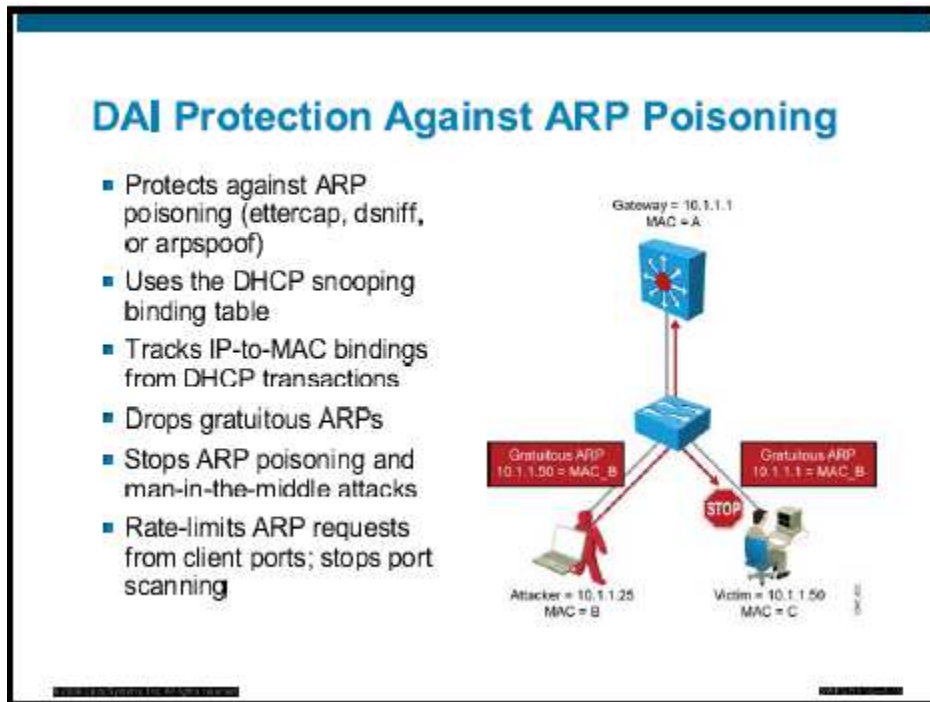 DAI Protection Against ARP Poisoning
Protects against ARP
poisoning (ettercap, dsniff,
or arpspoof)
Uses the DHCP snooping
binding table
Tracks IP-to-MAC bindings
from DHCP transactions
Drops gratuitous ARPs
Stops ARP poisoning and
man-in-the-middle attacks
Rate-limits ARP requests
from client ports; stops port
scanning
Gateway = 10.1.1.1
MAC = A
Gratuitous ARP
10.1.1.50 = MAC_B
Gratuitous ARP
10.1.1.1 = MAC_B
STOP
Attacker = 10.1.1.25
MAC = B
Victim = 10.1.1.50
MAC = C